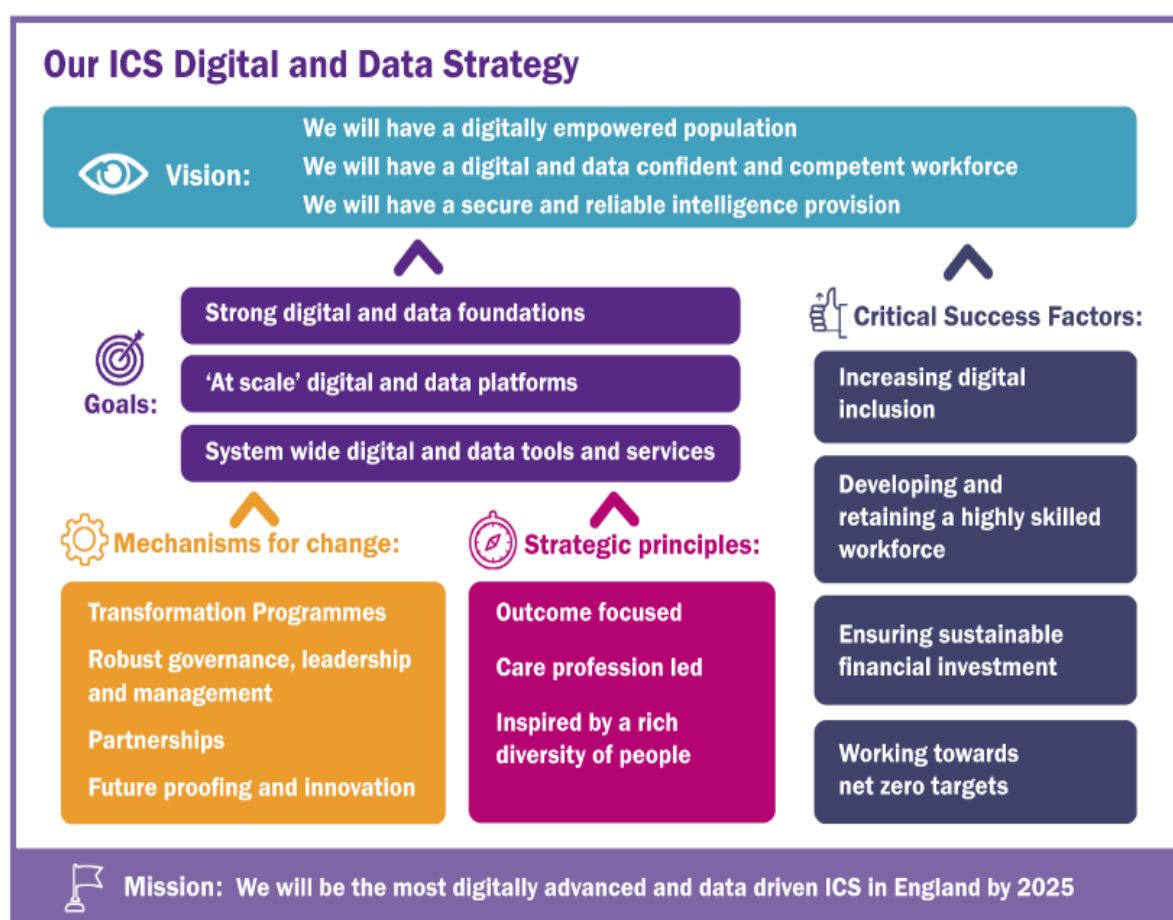 Our ICS Digital and Data Strategy
Vision:
We will have a digitally empowered population
We will have a digital and data confident and competent workforce
We will have a secure and reliable intelligence provision
Goals:
Strong digital and data foundations
‘At scale’ digital and data platforms
System wide digital and data tools and services
Mechanisms for change:
Transformation Programmes
Robust governance, leadership
and management
Partnerships
Future proofing and innovation
Strategic principles:
Outcome focused
Care profession led
Inspired by a rich
diversity of people
Critical Success Factors:
Increasing digital
inclusion
Developing and
retaining a highly skilled
workforce
Ensuring sustainable
financial investment
Working towards
net zero targets
Mission: We will be the most digitally advanced and data driven ICS in England by 2025